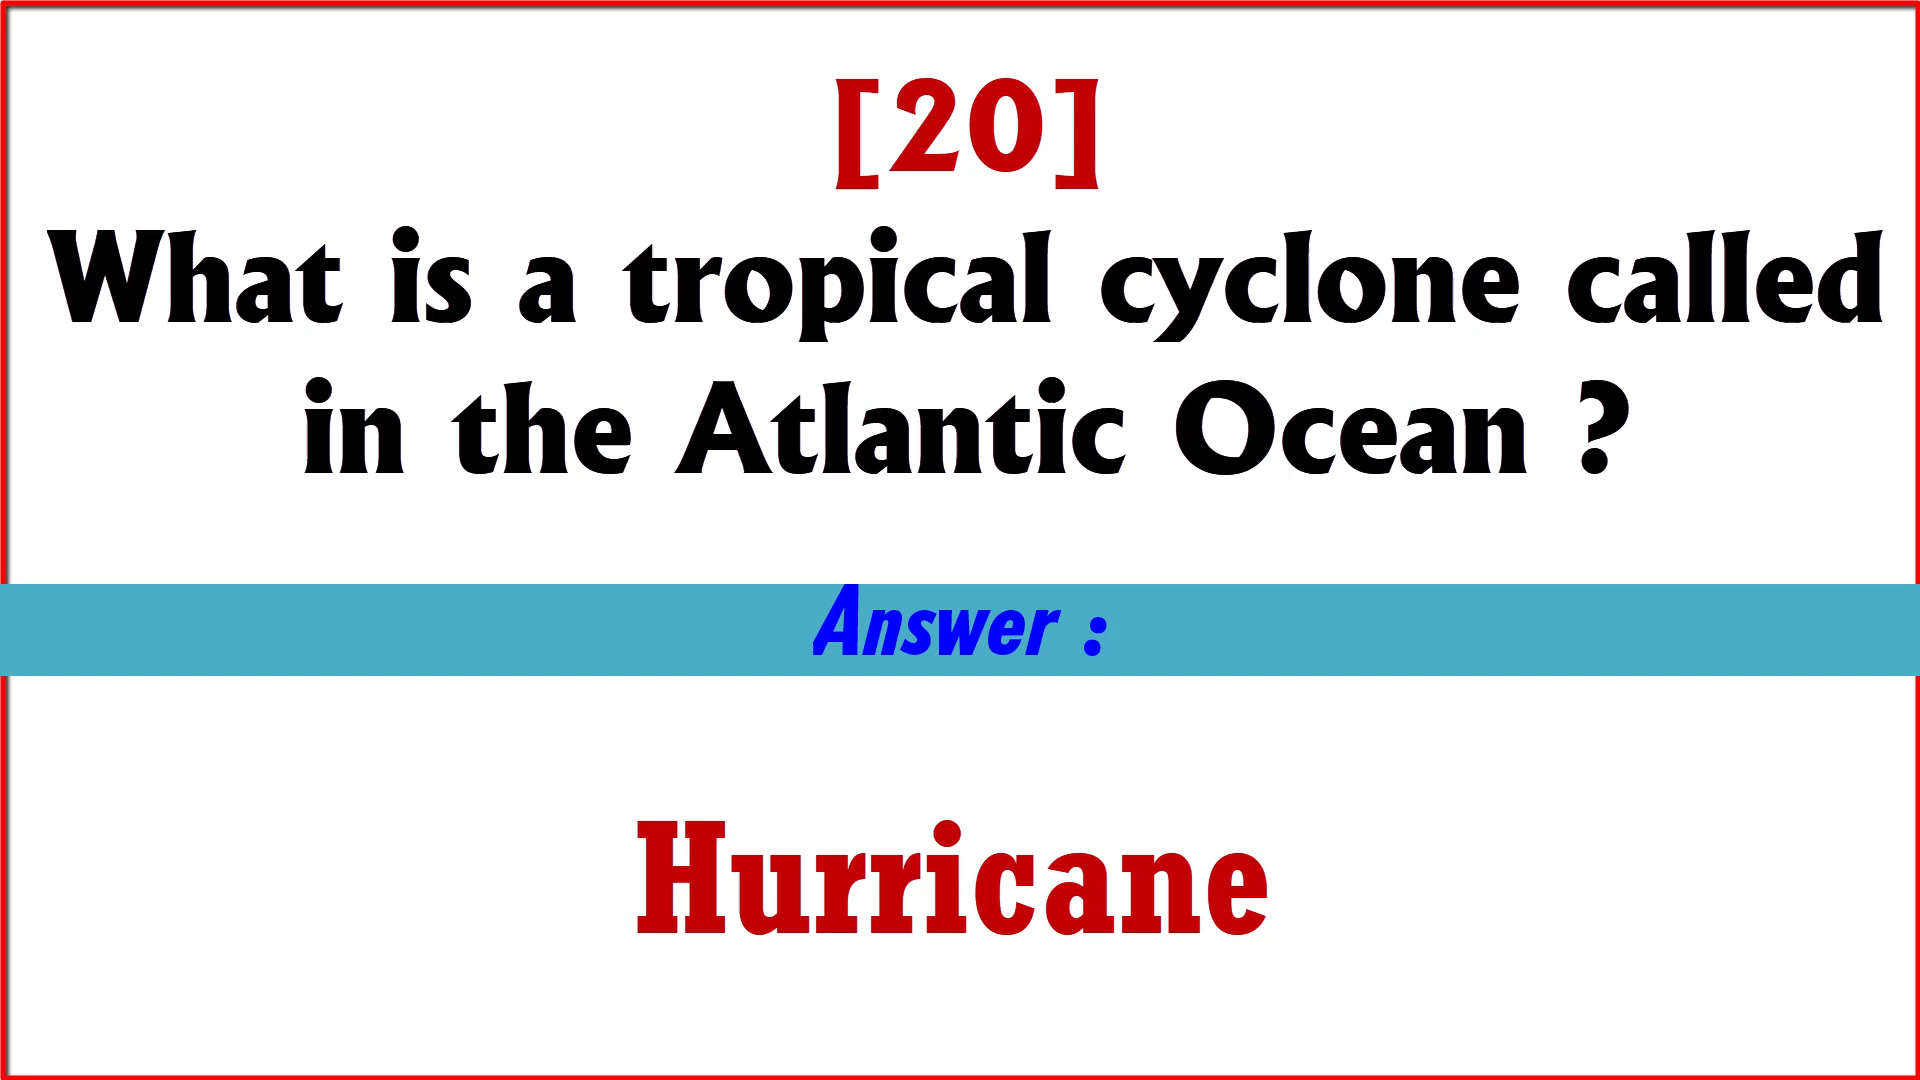 [20]
What is a tropical cyclone called
in the Atlantic Ocean ?
Answer :
Hurricane